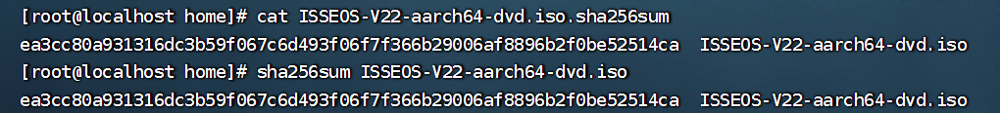 [root@localhost home]# cat ISSEOS-V22-aarch64-dvd.iso.sha256sum
ea3cc80a931316dc3b59f067c6d493f06f7f366b29006af8896b2f0be52514ca  ISSEOS-V22-aarch64-dvd.iso
[root@localhost home]# sha256sum ISSEOS-V22-aarch64-dvd.iso
ea3cc80a931316dc3b59f067c6d493f06f7f366b29006af8896b2f0be52514ca  ISSEOS-V22-aarch64-dvd.iso